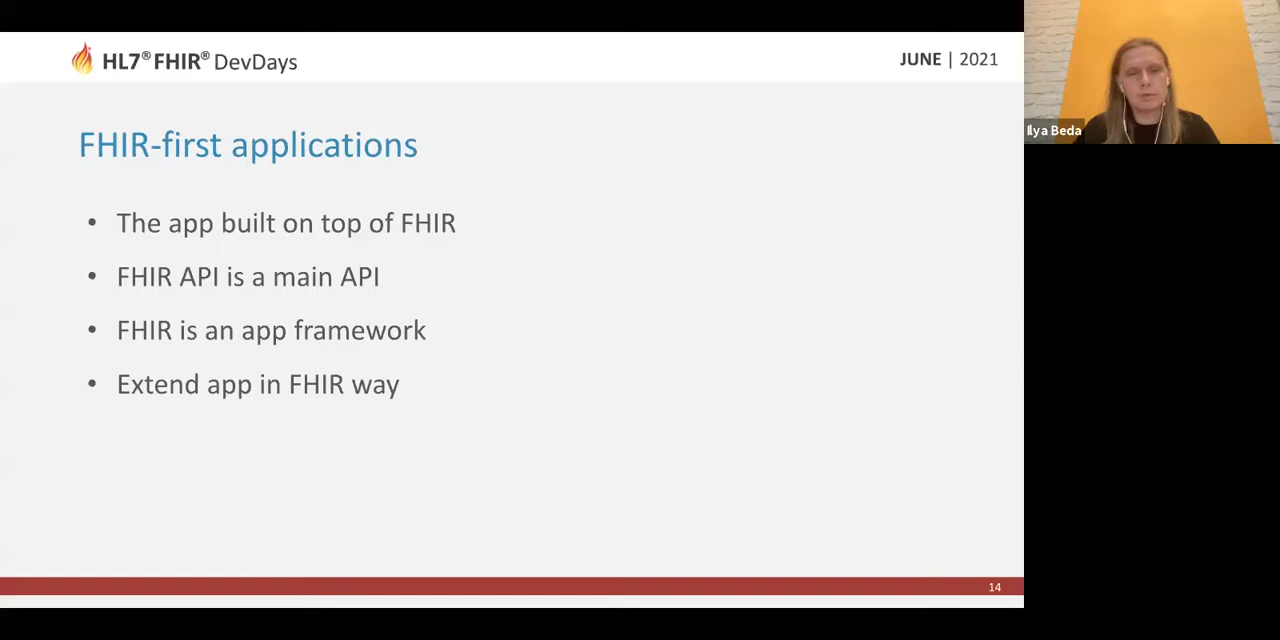 HL7® FHIR® DevDays
JUNE | 2021
Ilya Beda
FHIR-first applications
• The app built on top of FHIR
• FHIR API is a main API
• FHIR is an app framework
• Extend app in FHIR way
14